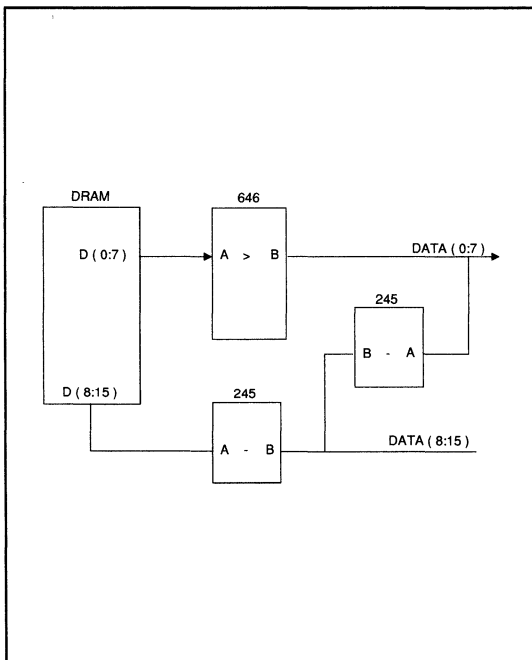 DRAM
646
D ( 0:7 )
A > B
DATA ( 0:7 )
245
B - A
D ( 8:15 )
245
A - B
DATA ( 8:15 )